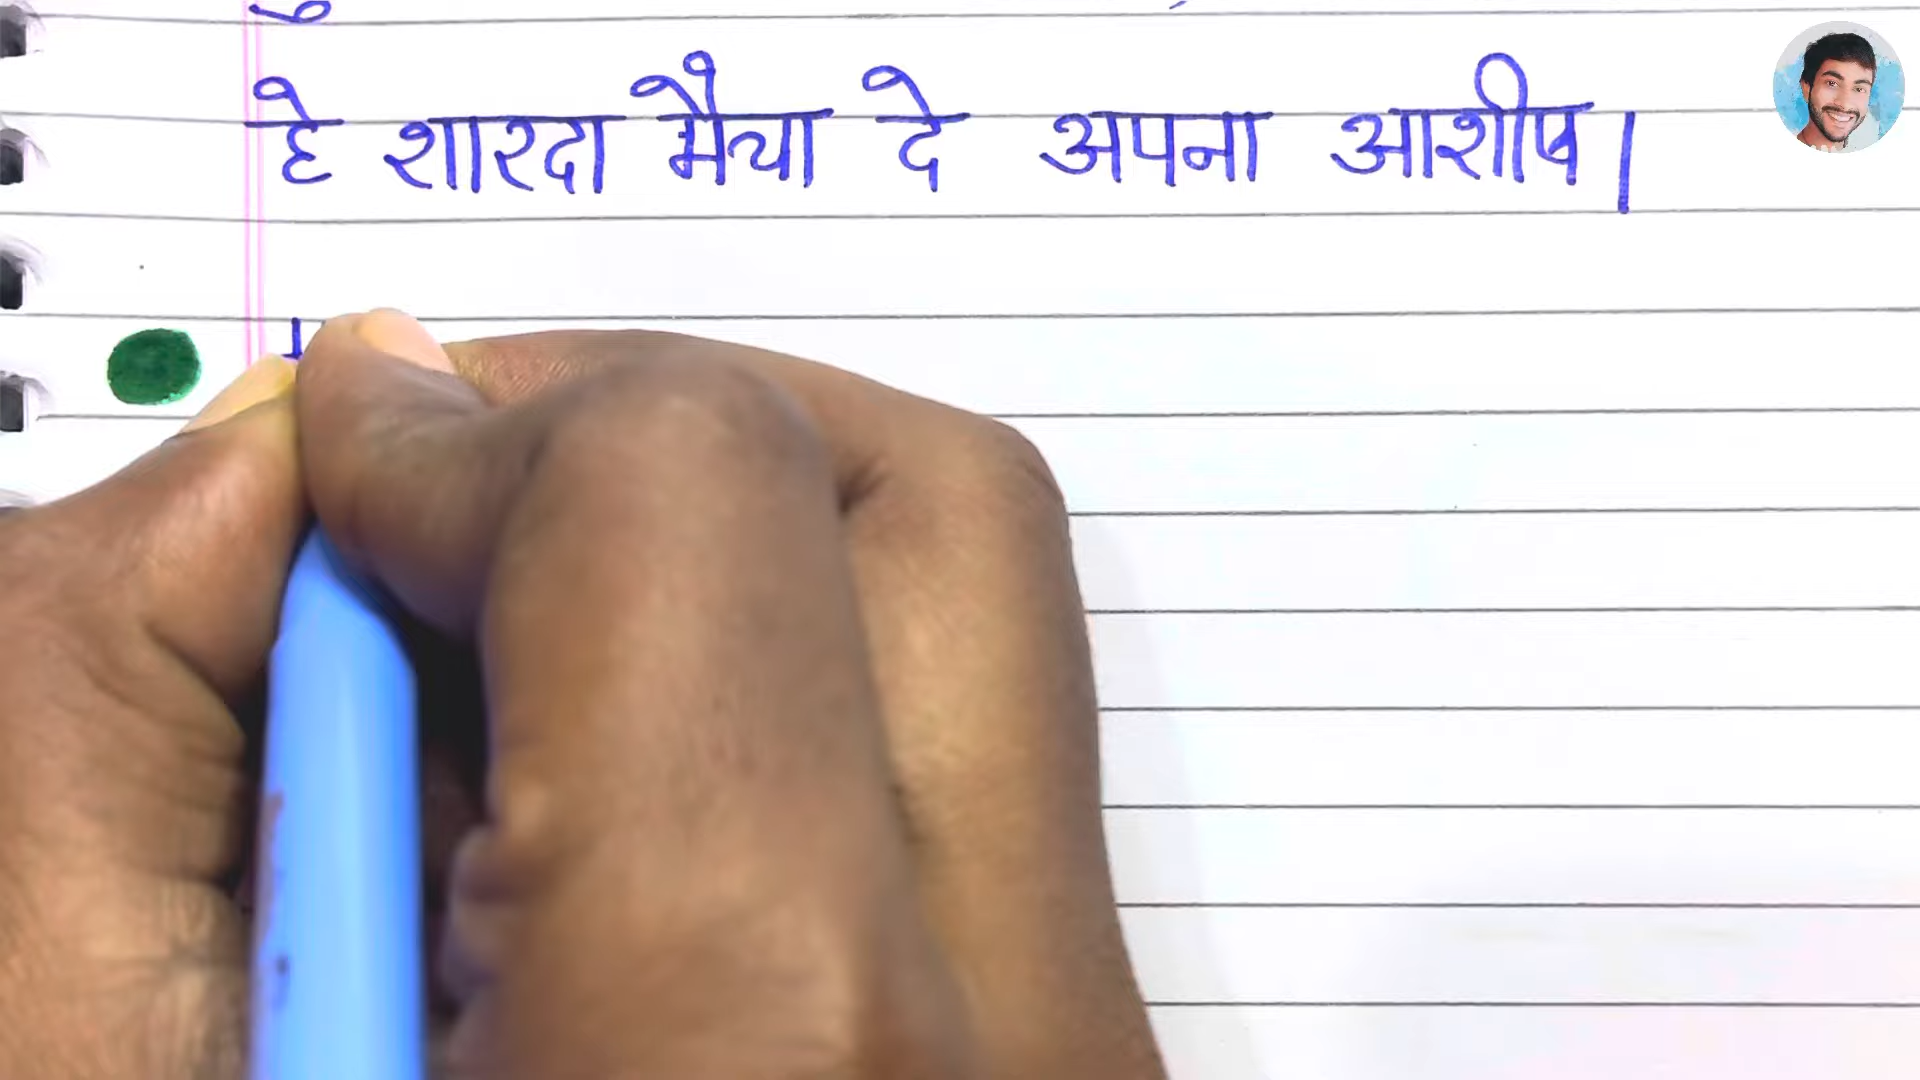 हे शारदा मैया दे अपना आशीष।